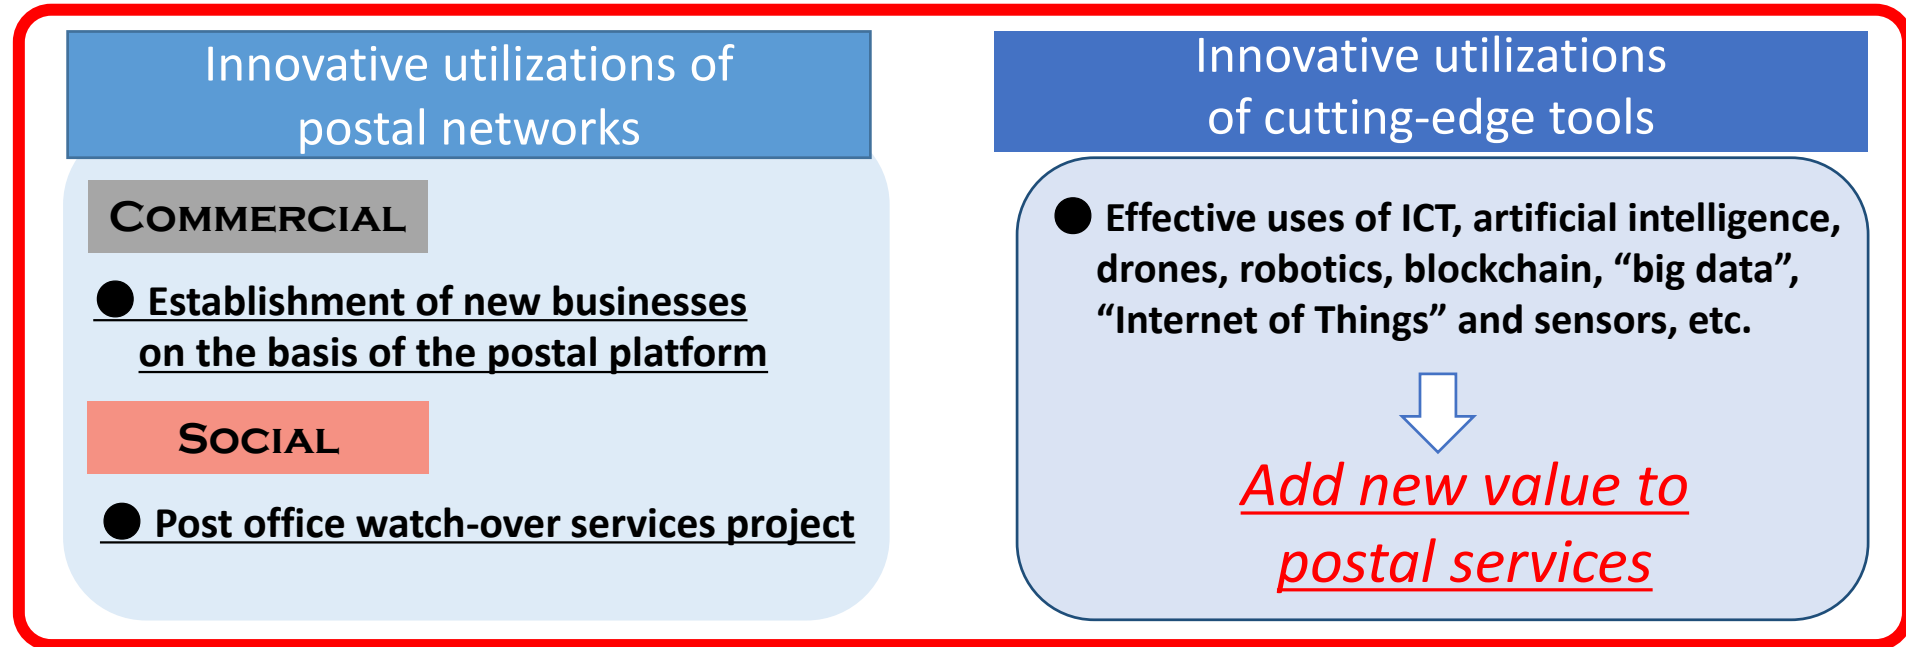 Innovative utilizations of
postal networks
COMMERCIAL
● Establishment of new businesses
on the basis of the postal platform
SOCIAL
● Post office watch-over services project
Innovative utilizations
of cutting-edge tools
● Effective uses of ICT, artificial intelligence,
drones, robotics, blockchain, “big data”,
“Internet of Things” and sensors, etc.
Add new value to
postal services